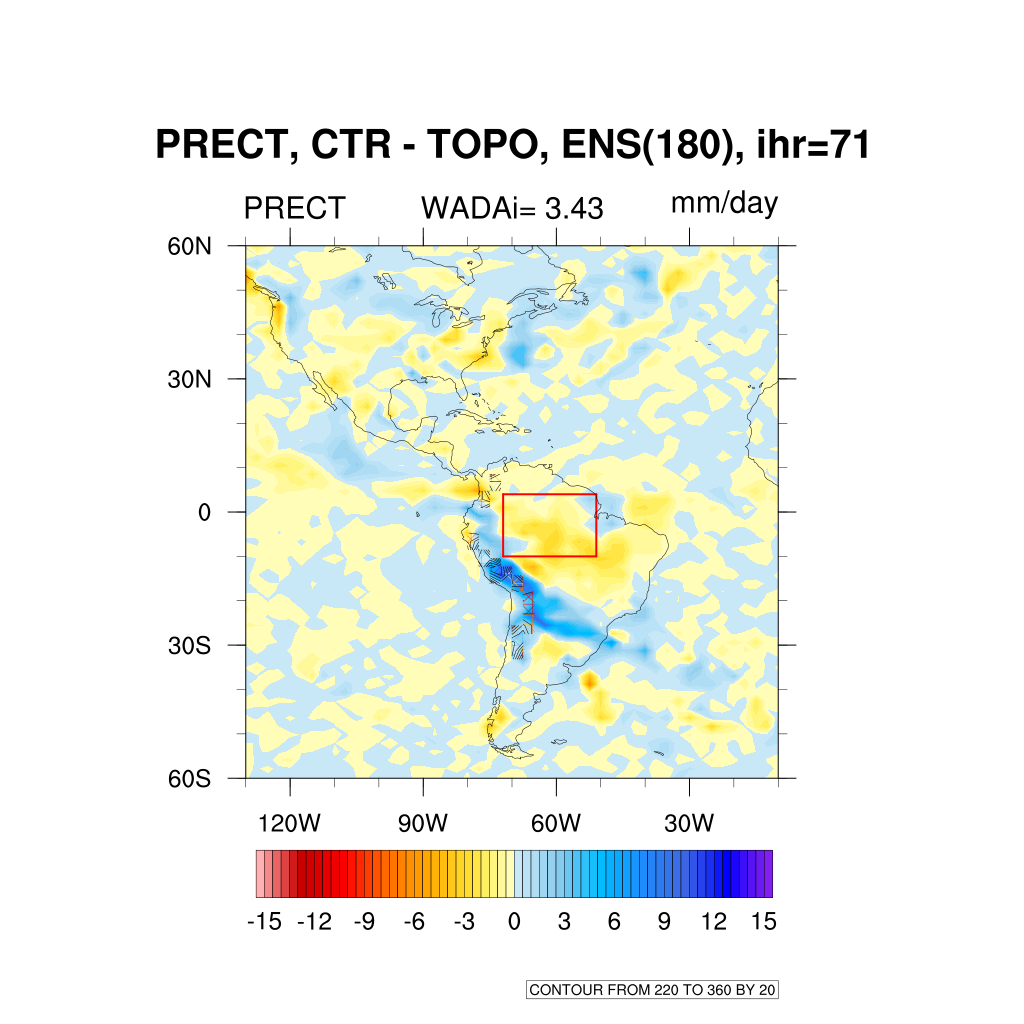 PRECT, CTR - TOPO, ENS(180), ihr=71
PRECT WADAi= 3.43 mm/day
60N
30N
0
30S
60S
120W 90W 60W 30W
-15 -12 -9 -6 -3 0 3 6 9 12 15
CONTOUR FROM 220 TO 360 BY 20